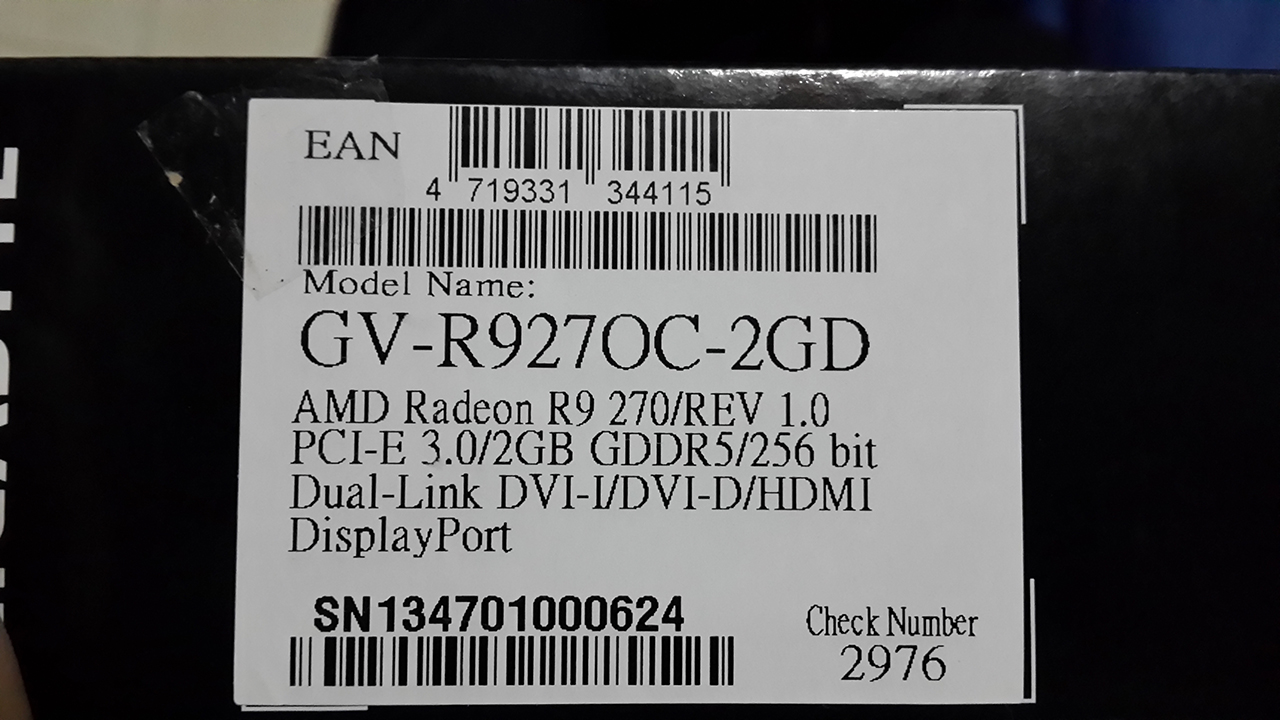 EAN
4 719331 344115
Model Name:
GV-R927OC-2GD
AMD Radeon R9 270/REV 1.0
PCI-E 3.0/2GB GDDR5/256 bit
Dual-Link DVI-I/DVI-D/HDMI
DisplayPort
SN134701000624
Check Number
2976